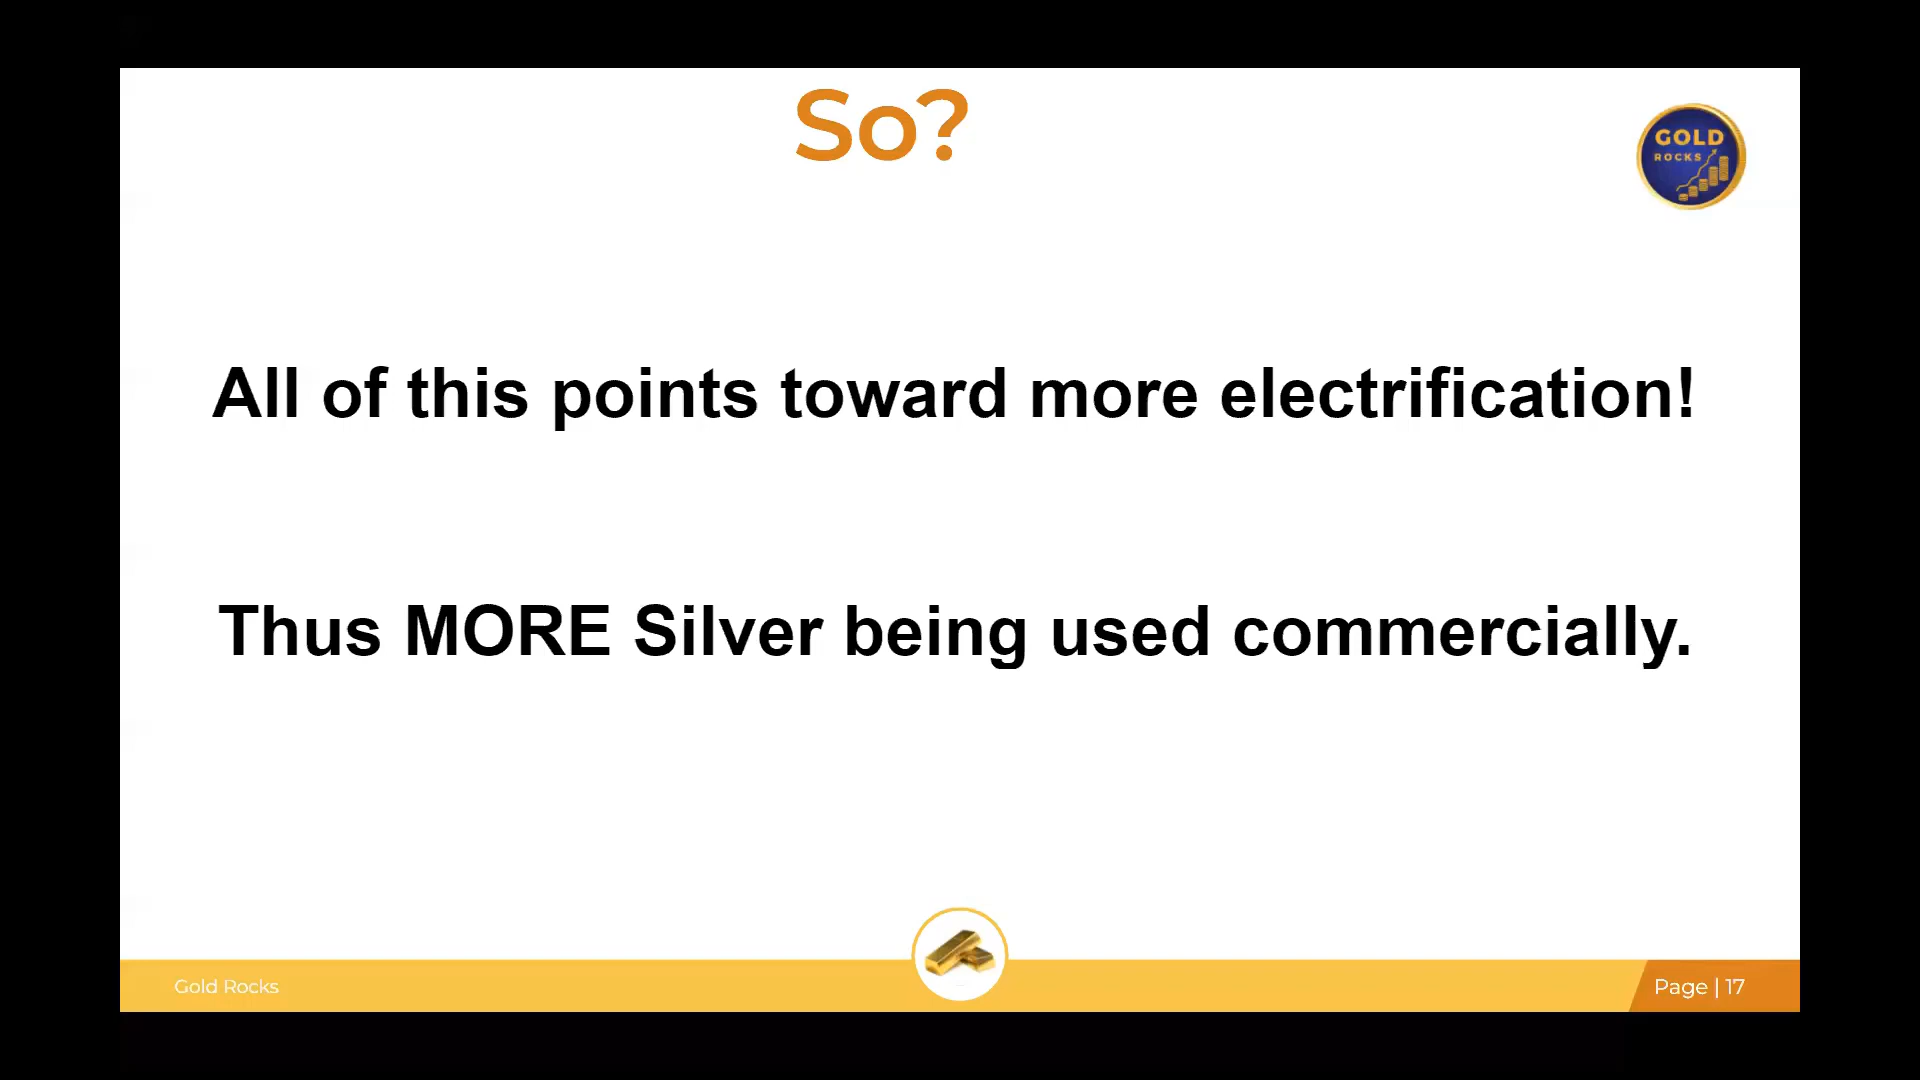 So?
GOLD
ROCKS
All of this points toward more electrification!
Thus MORE Silver being used commercially.
Gold Rocks
Page | 17